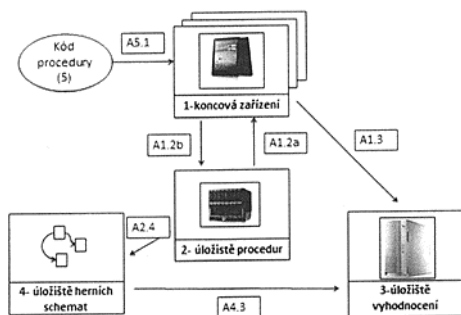 Kód
procedury
(5)
A5.1
1-koncová zařízení
A1.2b
A1.2a
A1.3
2- úložiště procedur
A2.4
4- úložiště herních
schemat
A4.3
3-úložiště
vyhodnocení